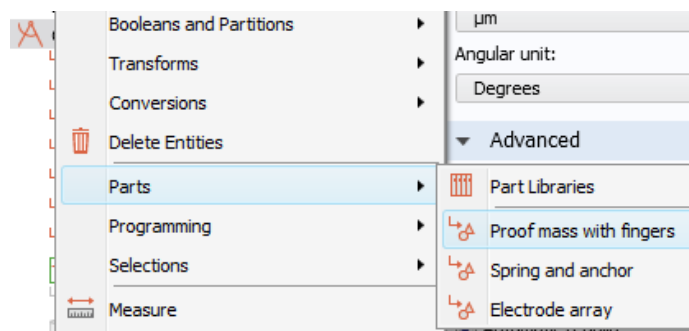 Booleans and Partitions
Transforms
Conversions
Delete Entities
Parts
Programming
Selections
Measure
µm
Angular unit:
Degrees
Advanced
Part Libraries
Proof mass with fingers
Spring and anchor
Electrode array